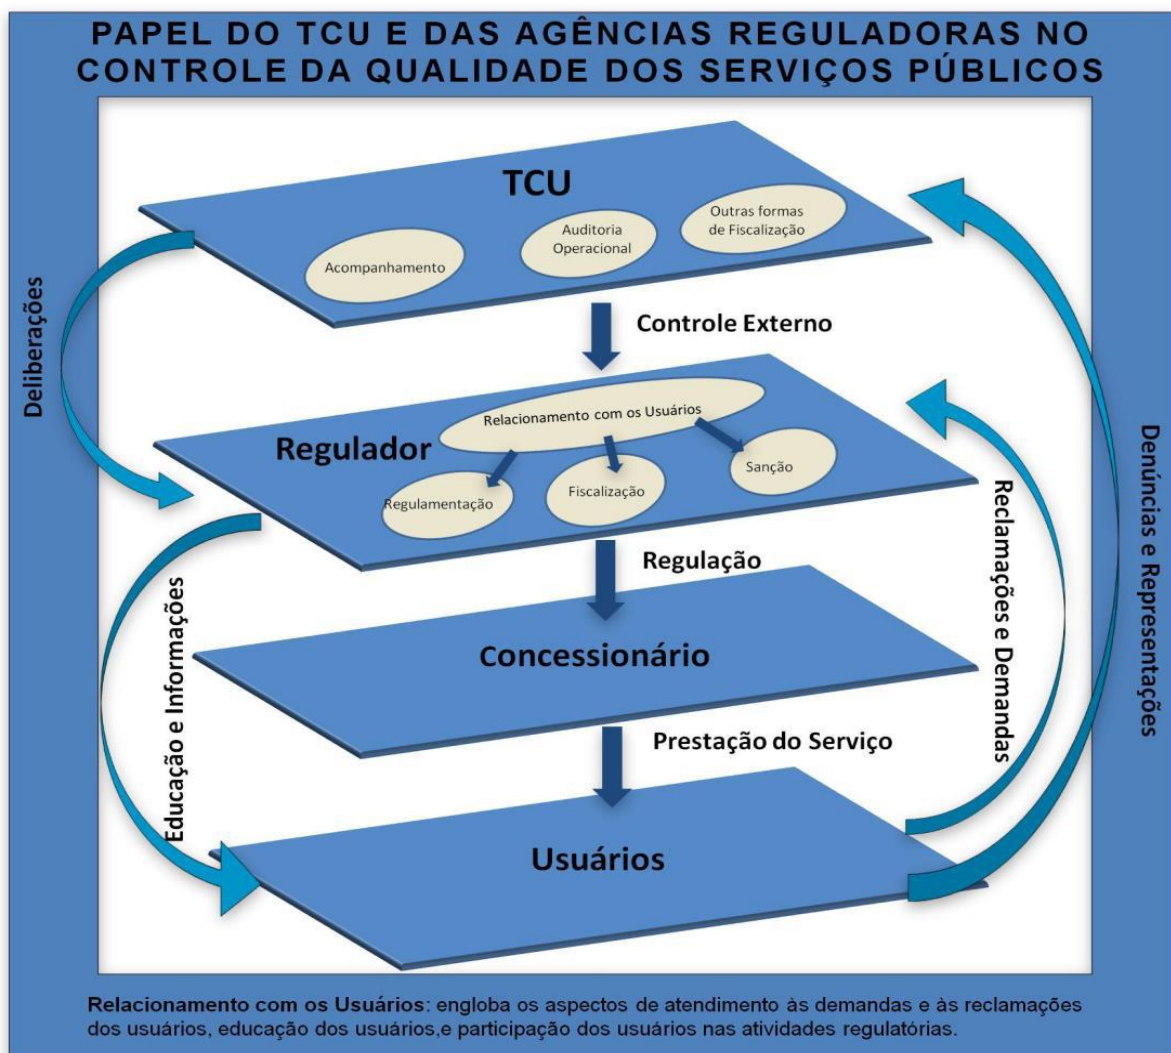 PAPEL DO TCU E DAS AGÊNCIAS REGULADORAS NO
CONTROLE DA QUALIDADE DOS SERVIÇOS PÚBLICOS
TCU
Outras formas
de Fiscalização
Auditoria
Operacional
Acompanhamento
Controle Externo
Deliberações
Relacionamento com os Usuários
Regulador
Sanção
Regulamentação
Fiscalização
Regulação
Reclamações e Demandas
Denúncias e Representações
Educação e Informações
Concessionário
Prestação do Serviço
Usuários
Relacionamento com os Usuários: engloba os aspectos de atendimento às demandas e às reclamações
dos usuários, educação dos usuários,e participação dos usuários nas atividades regulatórias.